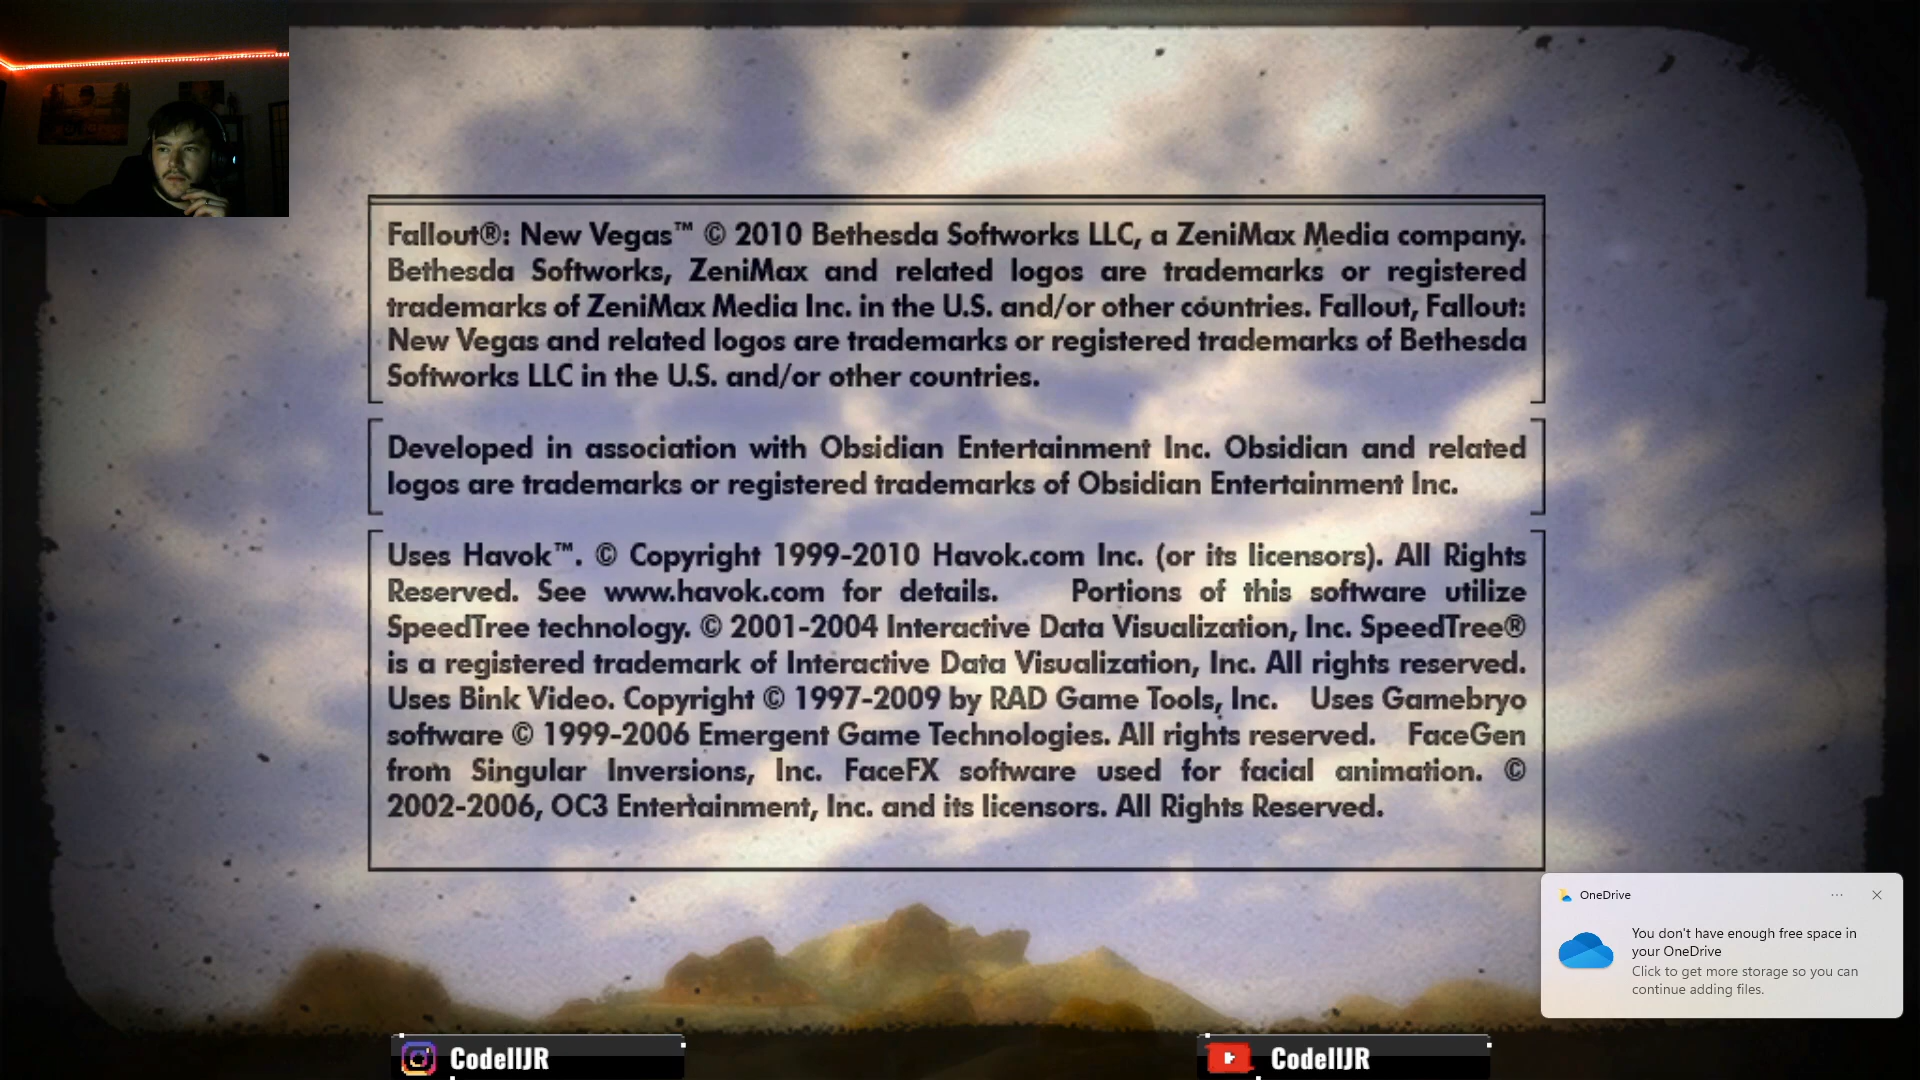 Fallout®: New Vegas™ © 2010 Bethesda Softworks LLC, a ZeniMax Media company.
Bethesda Softworks, ZeniMax and related logos are trademarks or registered
trademarks of ZeniMax Media Inc. in the U.S. and/or other countries. Fallout, Fallout:
New Vegas and related logos are trademarks or registered trademarks of Bethesda
Softworks LLC in the U.S. and/or other countries.
Developed in association with Obsidian Entertainment Inc. Obsidian and related
logos are trademarks or registered trademarks of Obsidian Entertainment Inc.
Uses Havok™. © Copyright 1999-2010 Havok.com Inc. (or its licensors). All Rights
Reserved. See www.havok.com for details. Portions of this software utilize
SpeedTree technology. © 2001-2004 Interactive Data Visualization, Inc. SpeedTree®
is a registered trademark of Interactive Data Visualization, Inc. All rights reserved.
Uses Bink Video. Copyright © 1997-2009 by RAD Game Tools, Inc. Uses Gamebryo
software © 1999-2006 Emergent Game Technologies. All rights reserved. FaceGen
from Singular Inversions, Inc. FaceFX software used for facial animation. ©
2002-2006, OC3 Entertainment, Inc. and its licensors. All Rights Reserved.
OneDrive
You don't have enough free space in
your OneDrive
Click to get more storage so you can
continue adding files.
CodeIIJR
CodeIIJR